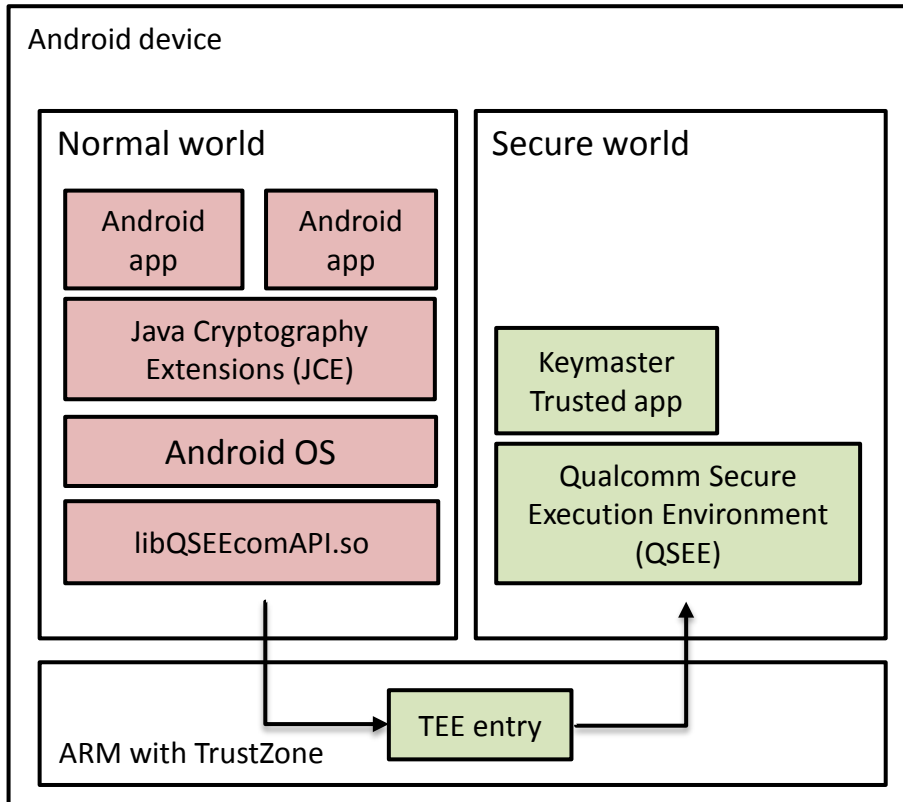 Android device
Normal world
Android
app
Android
app
Java Cryptography
Extensions (JCE)
Android OS
libQSEEcomAPI.so
Secure world
Keymaster
Trusted app
Qualcomm Secure
Execution Environment
(QSEE)
TEE entry
ARM with TrustZone